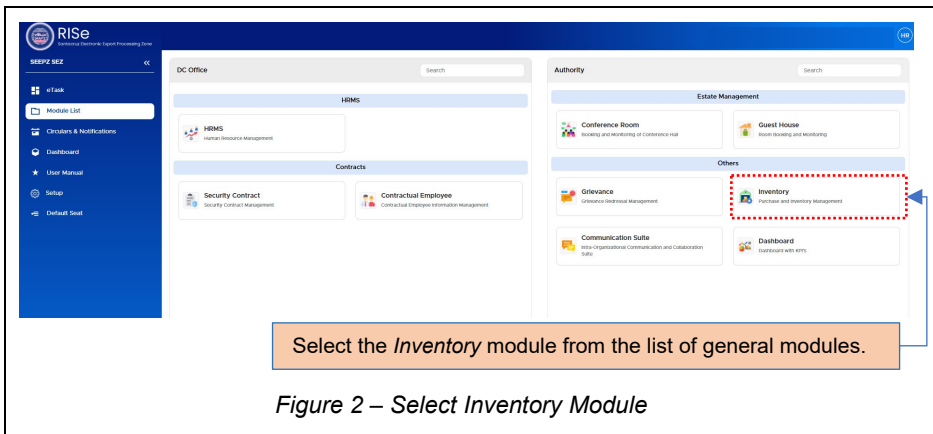 RISe
Santacruz Electronic Export Processing Zone
HR
SEEPZ SEZ
eTask
Module List
Circulars & Notifications
Dashboard
User Manual
Setup
Default Seat
DC Office
Search
HRMS
HRMS
Human Resource Management
Contracts
Security Contract
Security Contract Management
Contractual Employee
Contractual Employee Information Management
Authority
Search
Estate Management
Conference Room
Booking and Monitoring of Conference Hall
Guest House
Room Booking and Monitoring
Others
Grievance
Grievance Redressal Management
Inventory
Purchase and Inventory Management
Communication Suite
Intra-Organizational Communication and Collaboration
Suite
Dashboard
Dashboard with KPI's
Select the Inventory module from the list of general modules.
Figure 2 – Select Inventory Module